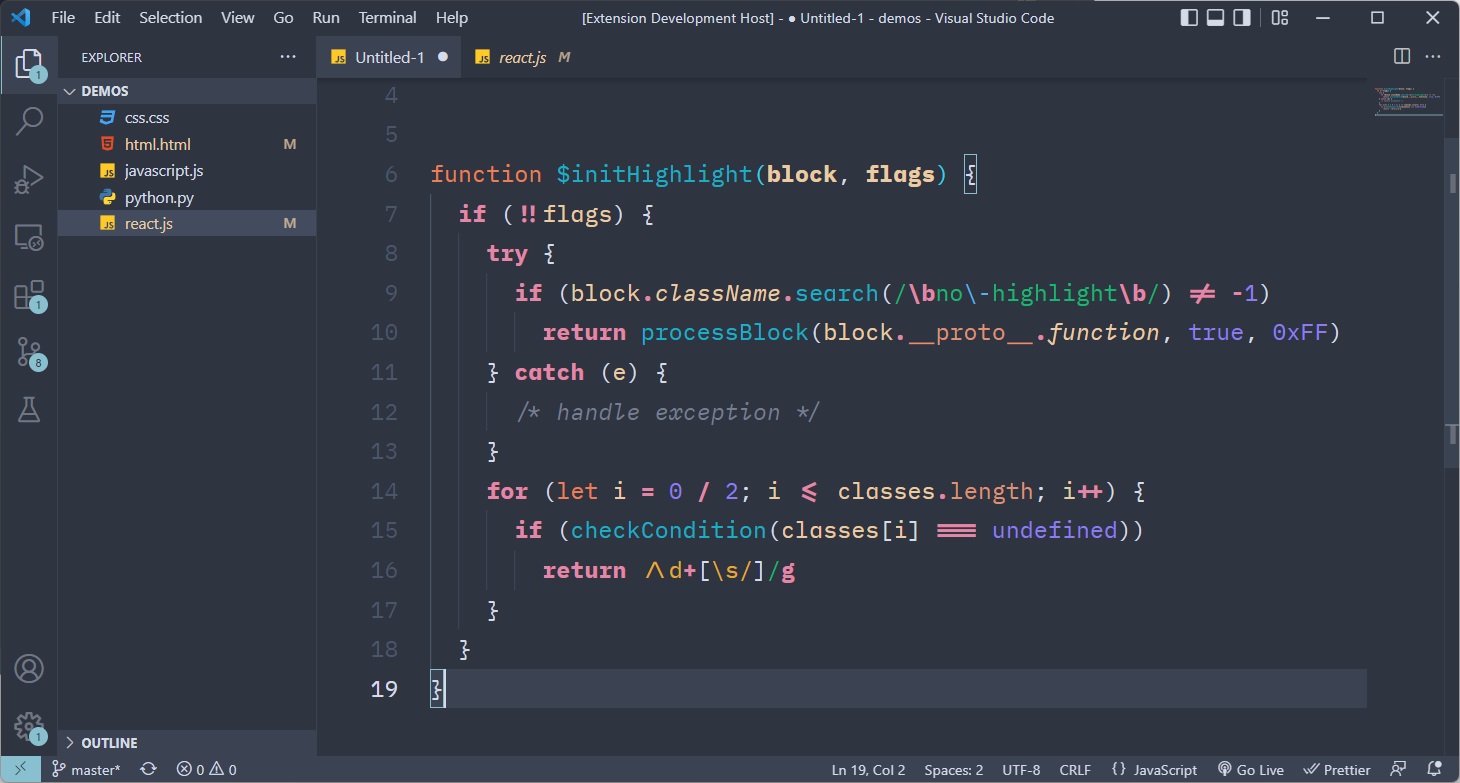 File Edit Selection View Go Run Terminal Help
[Extension Development Host] - ● Untitled-1 - demos - Visual Studio Code
EXPLORER ···
JS Untitled-1 ●
JS react.js M
DEMOS
css.css
html.html M
JS javascript.js
python.py
JS react.js M
1
1
8
1
4
5
6 function $initHighlight(block, flags) {
7 if (!!flags) {
8 try {
9 if (block.className.search(/\bno\-highlight\b/) != -1)
10 return processBlock(block.__proto__.function, true, 0xFF)
11 } catch (e) {
12 /* handle exception */
13 }
14 for (let i = 0 / 2; i <= classes.length; i++) {
15 if (checkCondition(classes[i] === undefined))
16 return /\d+[\s/]/g
17 }
18 }
19 }
OUTLINE
master* 0 0 Ln 19, Col 2 Spaces: 2 UTF-8 CRLF {} JavaScript Go Live Prettier